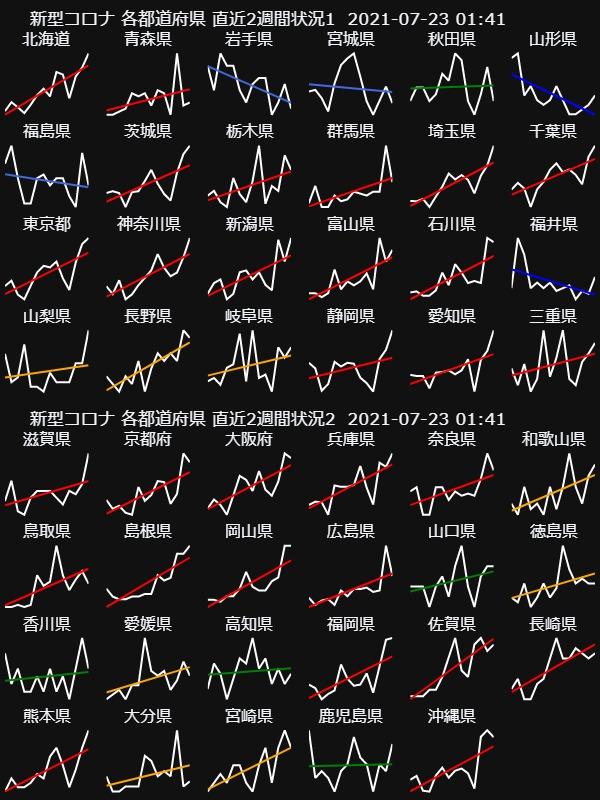 新型コロナ 各都道府県 直近2週間状況1 2021-07-23 01:41
北海道 青森県 岩手県 宮城県 秋田県 山形県
福島県 茨城県 栃木県 群馬県 埼玉県 千葉県
東京都 神奈川県 新潟県 富山県 石川県 福井県
山梨県 長野県 岐阜県 静岡県 愛知県 三重県
新型コロナ 各都道府県 直近2週間状況2 2021-07-23 01:41
滋賀県 京都府 大阪府 兵庫県 奈良県 和歌山県
鳥取県 島根県 岡山県 広島県 山口県 徳島県
香川県 愛媛県 高知県 福岡県 佐賀県 長崎県
熊本県 大分県 宮崎県 鹿児島県 沖縄県